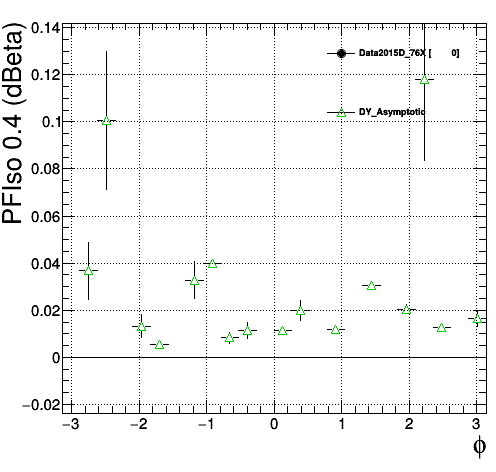 0.14
Data2015D_76X [ 0]
0.12
DY_Asymptotic
0.1
0.08
0.06
0.04
0.02
0
−0.02
PFIso 0.4 (dBeta)
−3 −2 −1 0 1 2 3
ϕ